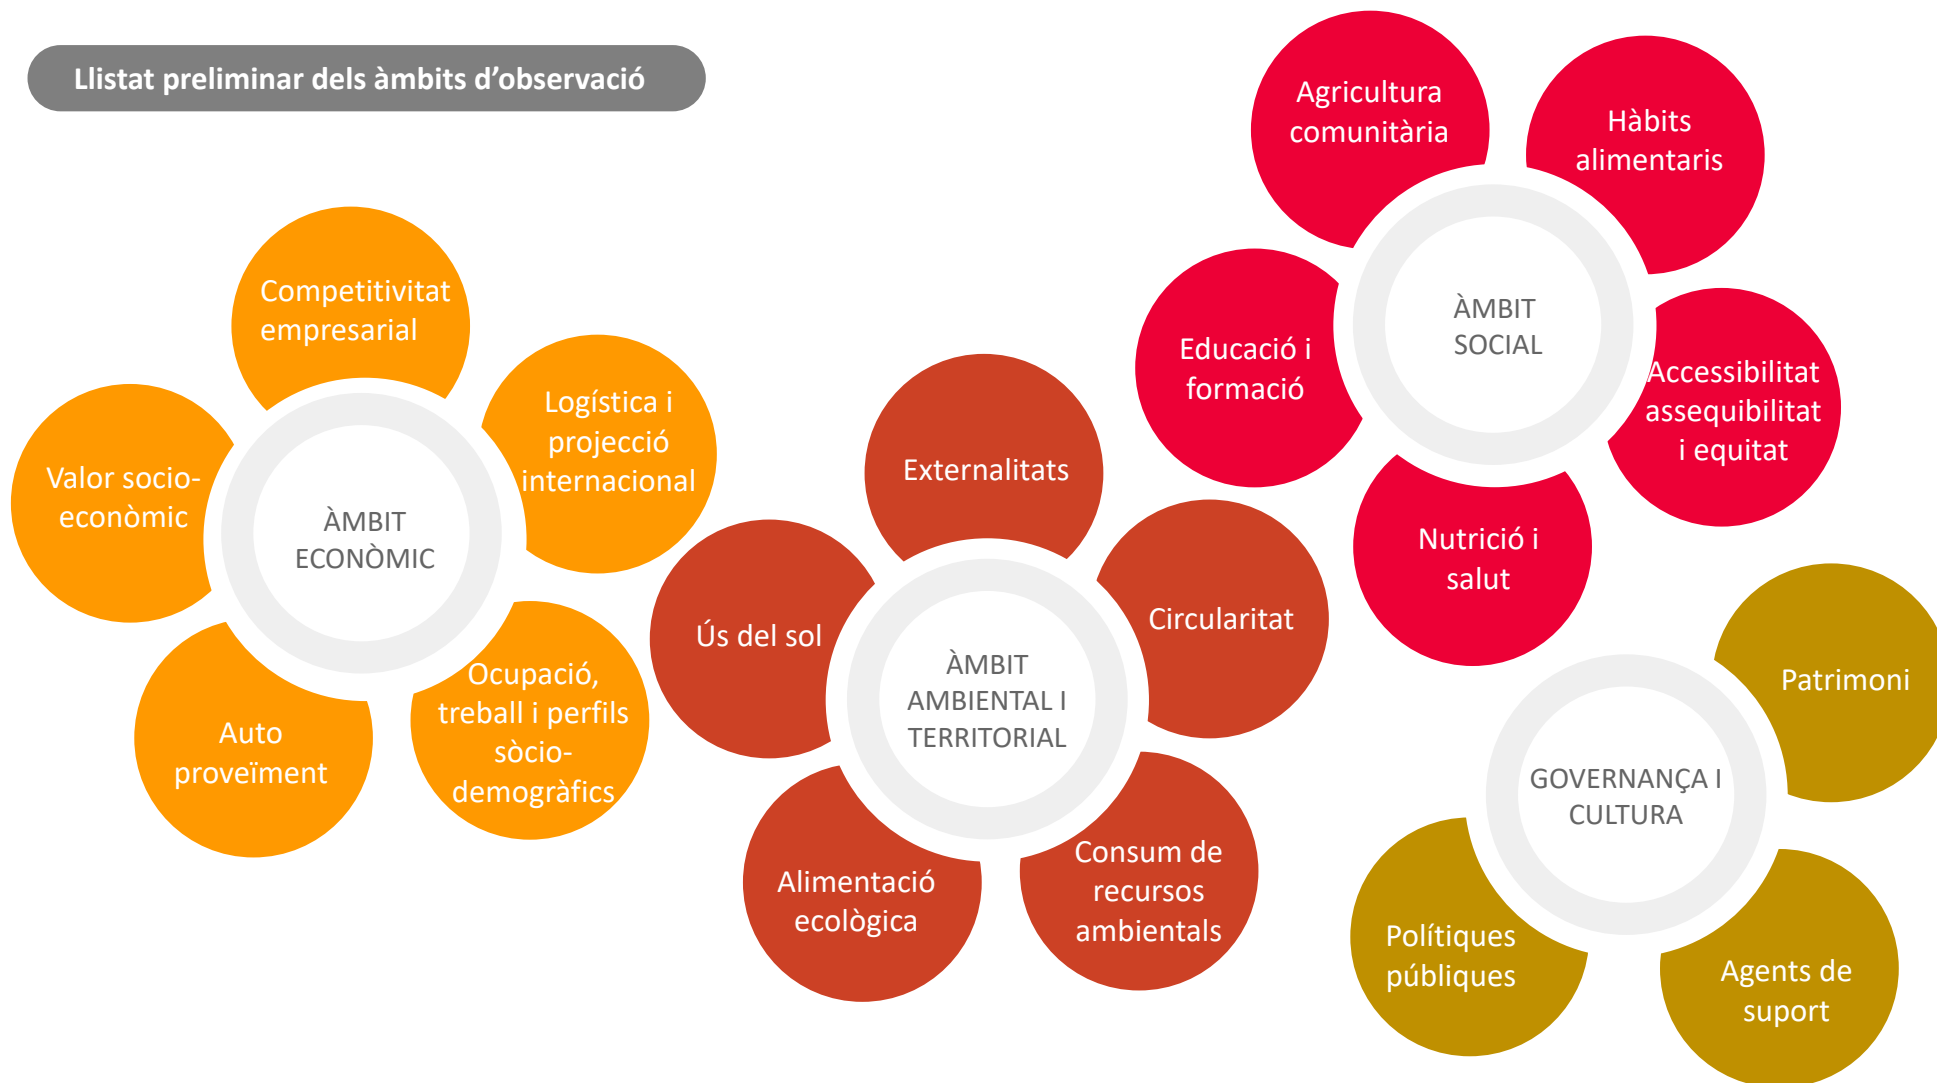 Llistat preliminar dels àmbits d’observació
Competitivitat
empresarial
Logística i
projecció
internacional
Valor socio-
econòmic
ÀMBIT
ECONÒMIC
Auto
proveïment
Ocupació,
treball i perfils
sòcio-
demogràfics
Externalitats
Ús del sol
Circularitat
ÀMBIT
AMBIENTAL I
TERRITORIAL
Alimentació
ecològica
Consum de
recursos
ambientals
Agricultura
comunitària
Hàbits
alimentaris
Educació i
formació
ÀMBIT
SOCIAL
Accessibilitat
assequibilitat
i equitat
Nutrició i
salut
Patrimoni
GOVERNANÇA I
CULTURA
Polítiques
públiques
Agents de
suport